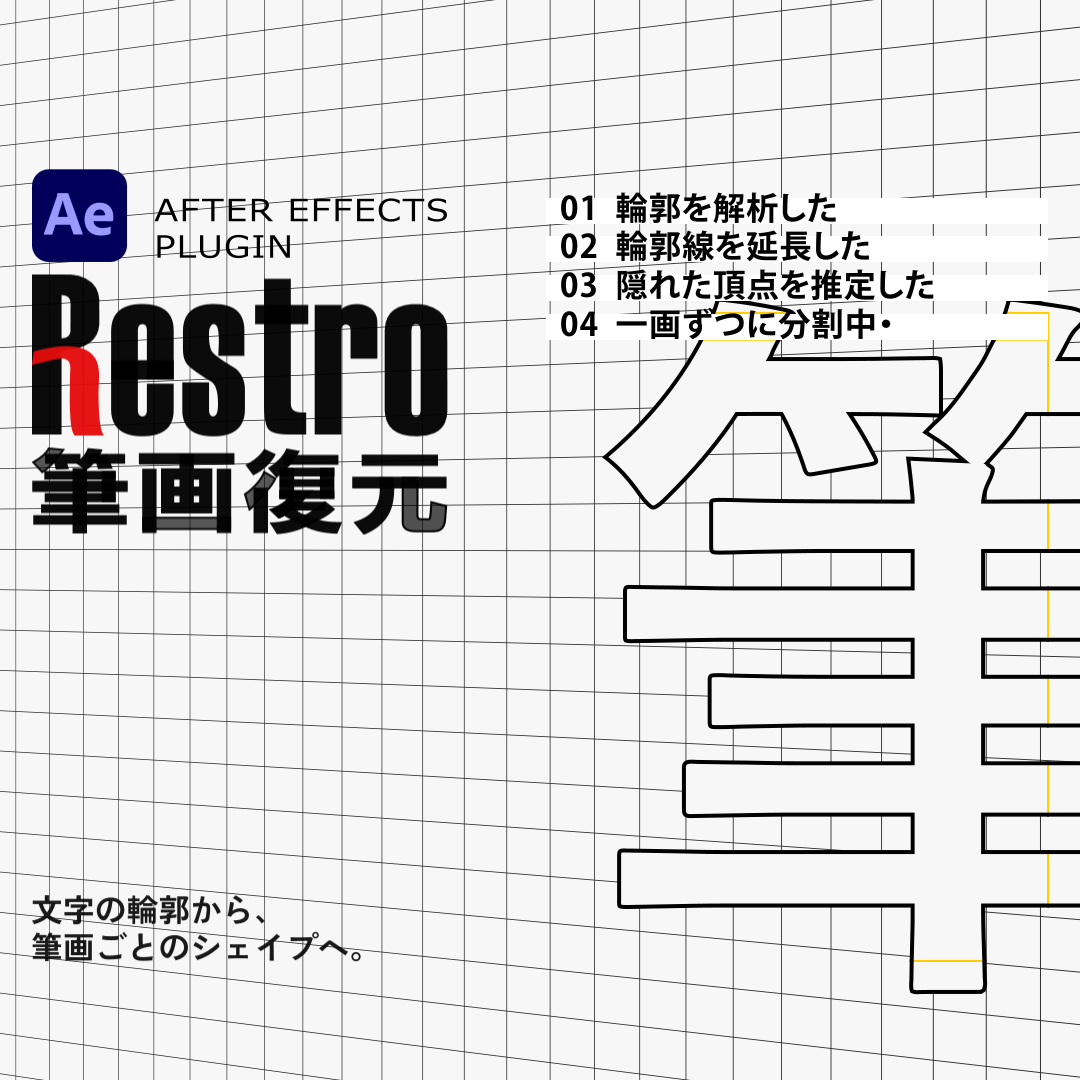 Ae
AFTER EFFECTS
PLUGIN
Restro
筆画復元
01 輪郭を解析した
02 輪郭線を延長した
03 隠れた頂点を推定した
04 一画ずつに分割中・
筆
文字の輪郭から、
筆画ごとのシェイプへ。